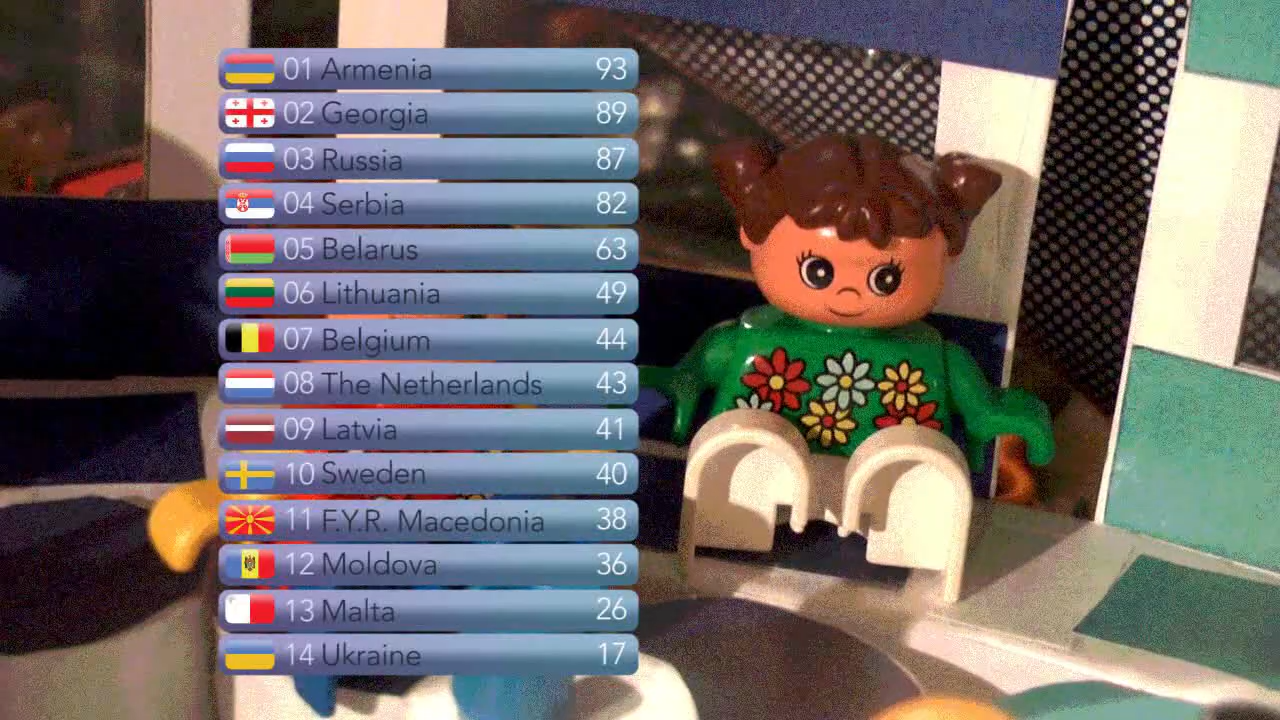 01 Armenia 93
02 Georgia 89
03 Russia 87
04 Serbia 82
05 Belarus 63
06 Lithuania 49
07 Belgium 44
08 The Netherlands 43
09 Latvia 41
10 Sweden 40
11 F.Y.R. Macedonia 38
12 Moldova 36
13 Malta 26
14 Ukraine 17